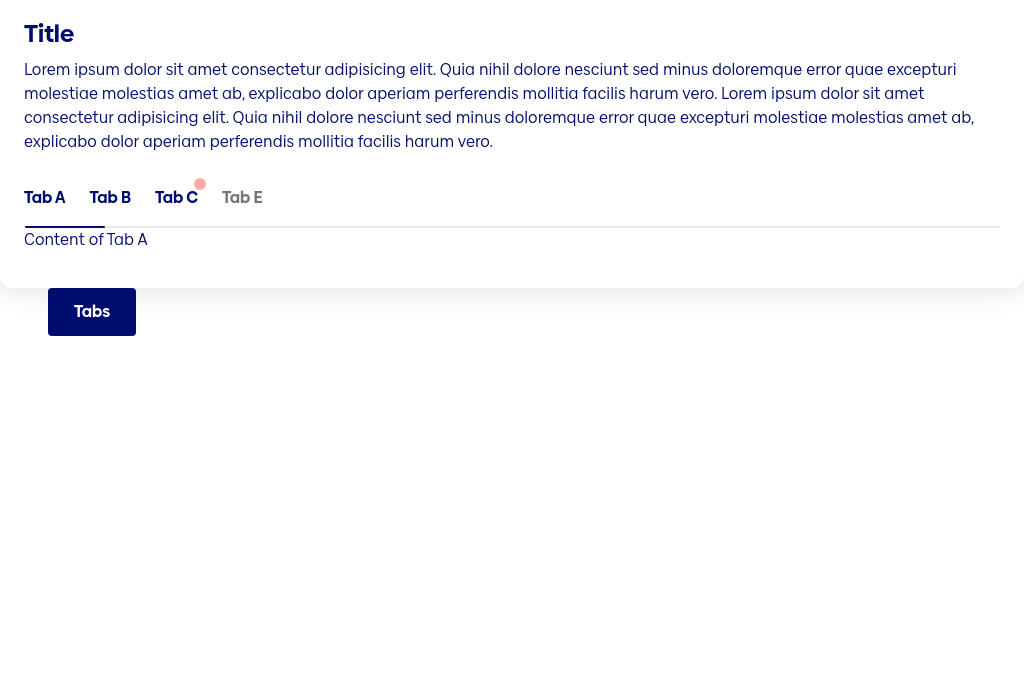 Title
Lorem ipsum dolor sit amet consectetur adipisicing elit. Quia nihil dolore nesciunt sed minus doloremque error quae excepturi
molestiae molestias amet ab, explicabo dolor aperiam perferendis mollitia facilis harum vero. Lorem ipsum dolor sit amet
consectetur adipisicing elit. Quia nihil dolore nesciunt sed minus doloremque error quae excepturi molestiae molestias amet ab,
explicabo dolor aperiam perferendis mollitia facilis harum vero.
Tab A Tab B Tab C Tab E
Content of Tab A
Tabs